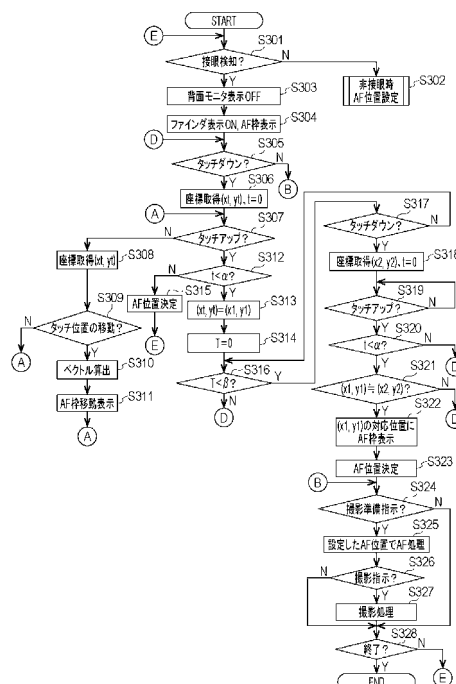 START
E
S301
接眼検知?
N
Y
S302
非接眼時
AF位置設定
S303
背面モニタ表示OFF
S304
ファインダ表示ON, AF枠表示
D
S305
タッチダウン?
N
Y
B
S306
座標取得(xt, yt)、t=0
A
S307
タッチアップ?
N
Y
S308
座標取得(xt, yt)
S309
タッチ位置の移動?
N
Y
A
S310
ベクトル算出
S311
AF枠移動表示
A
S312
t<α?
N
Y
S315
AF位置決定
E
S313
(xt, yt)=(x1, y1)
S314
T=0
S316
T<β?
Y
N
D
S317
タッチダウン?
N
Y
S318
座標取得(x2, y2)、t=0
S319
タッチアップ?
N
Y
S320
t<α?
N
Y
D
S321
(x1, y1)≒(x2, y2)?
N
Y
D
S322
(x1, y1)の対応位置に
AF枠表示
S323
AF位置決定
B
S324
撮影準備指示?
N
Y
S325
設定したAF位置でAF処理
S326
撮影指示?
N
Y
S327
撮影処理
S328
終了?
N
Y
E
END